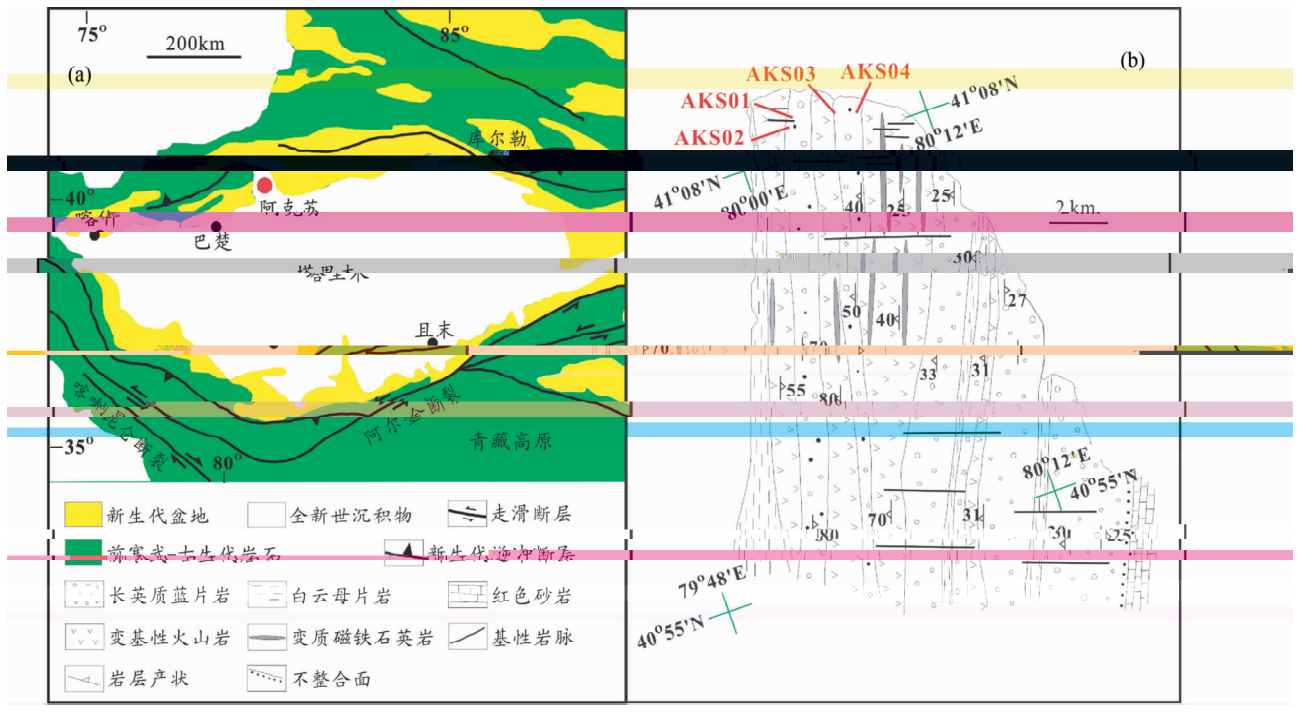 75°
85°
200km
(a)
库尔勒
40°
阿克苏
巴楚
且末
阿尔金断裂
青藏高原
35°
80°
新生代盆地
全新世沉积物
走滑断层
前寒武-古生代岩石
新生代逆冲断层
长英质蓝片岩
白云母片岩
红色砂岩
变基性火山岩
变质磁铁石英岩
基性岩脉
岩层产状
不整合面
(b)
AKS03
AKS04
AKS01
AKS02
41°08'N
80°12'E
41°08'N
80°00'E
25
40
25
2 km
30
27
50
40
70
33
31
55
80
80°12'E
40°55'N
70
31
80
25
79°48'E
40°55'N